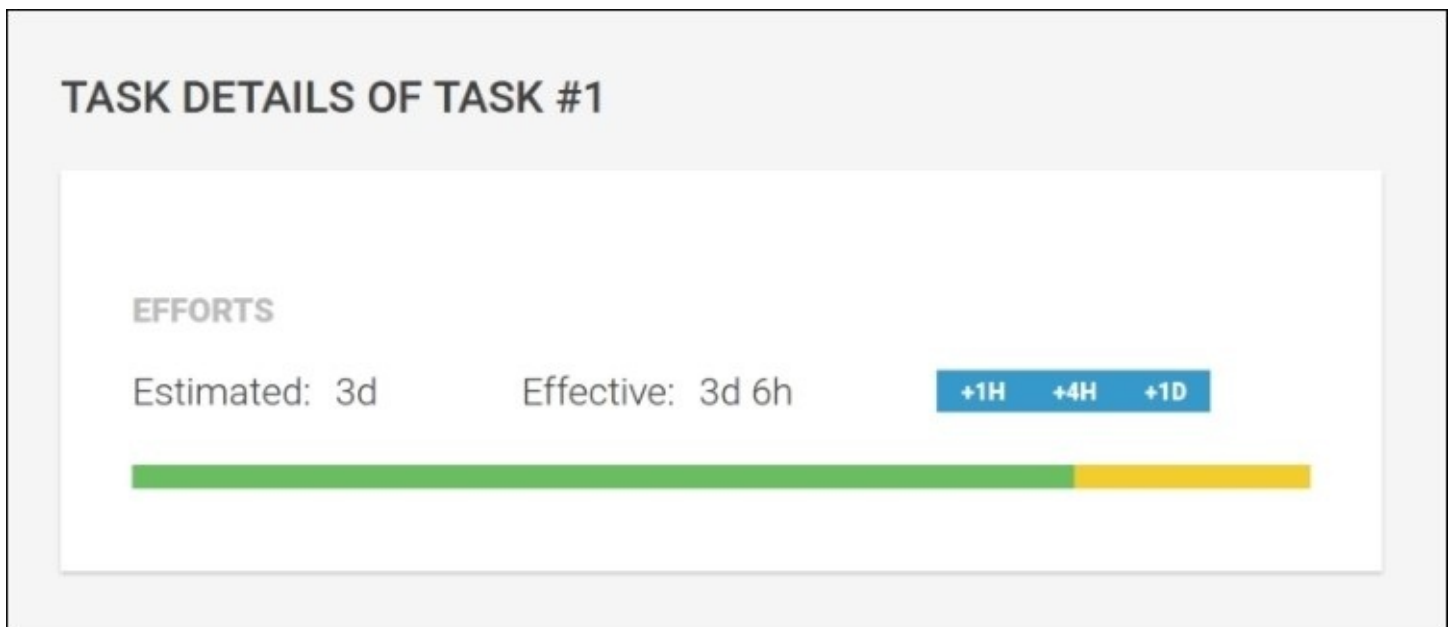 TASK DETAILS OF TASK #1
EFFORTS
Estimated: 3d Effective: 3d 6h +1H +4H +1D